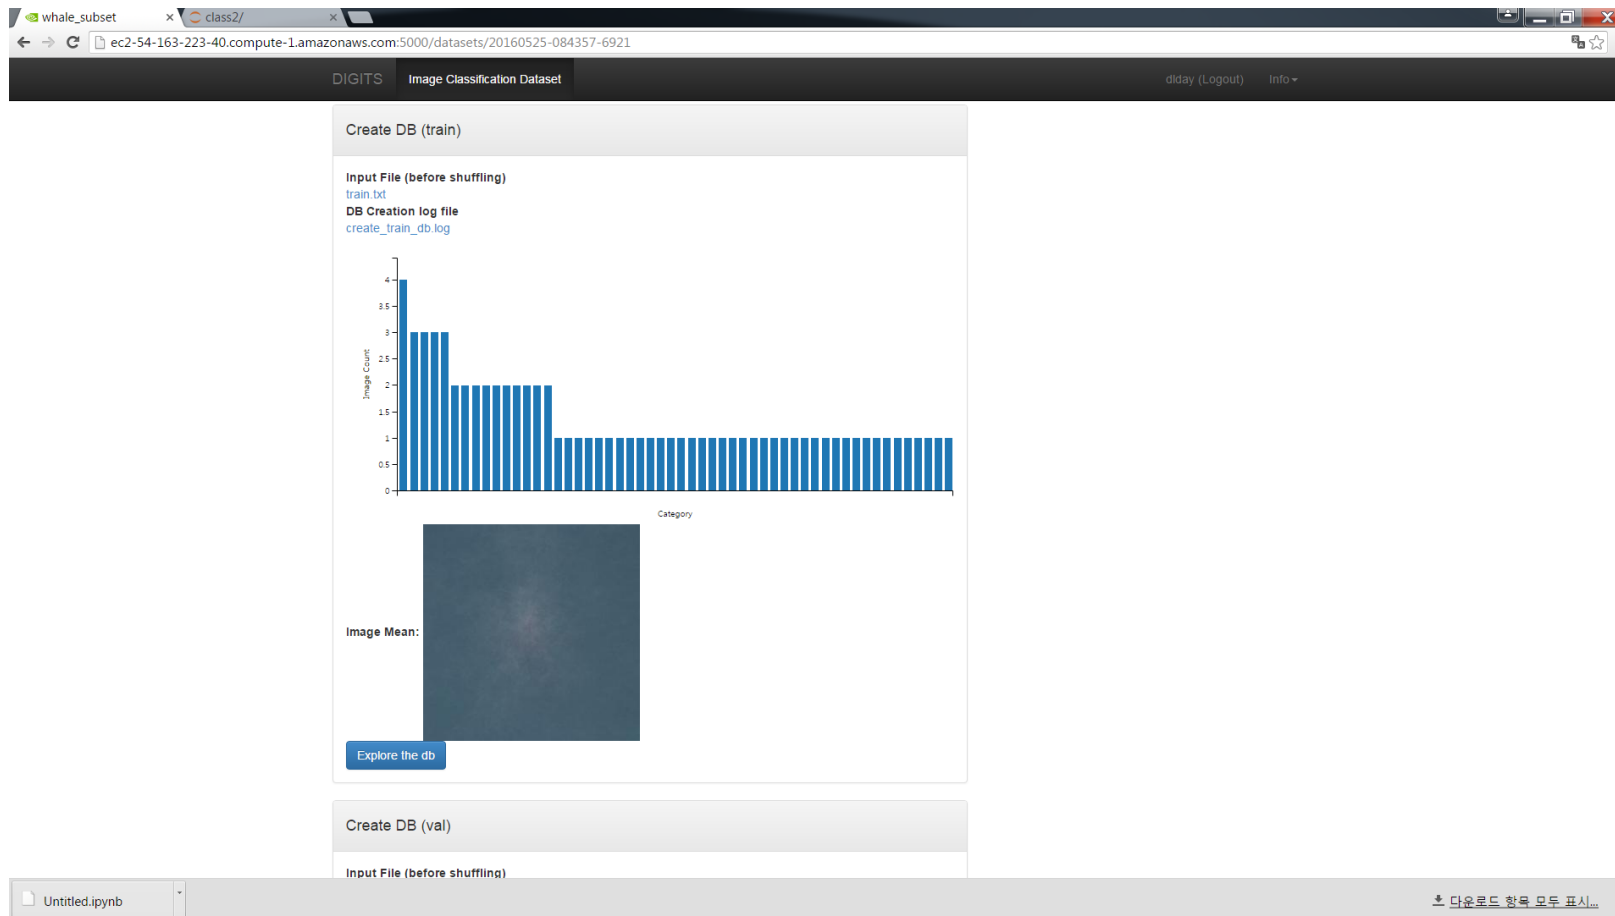 whale_subset
class2/
ec2-54-163-223-40.compute-1.amazonaws.com:5000/datasets/20160525-084357-6921
DIGITS
Image Classification Dataset
dlday (Logout)
Info
Create DB (train)
Input File (before shuffling)
train.txt
DB Creation log file
create_train_db.log
4
3.5
3
2.5
2
1.5
1
0.5
0
Image Count
Category
Image Mean:
Explore the db
Create DB (val)
Input File (before shuffling)
Untitled.ipynb
다운로드 항목 모두 표시...